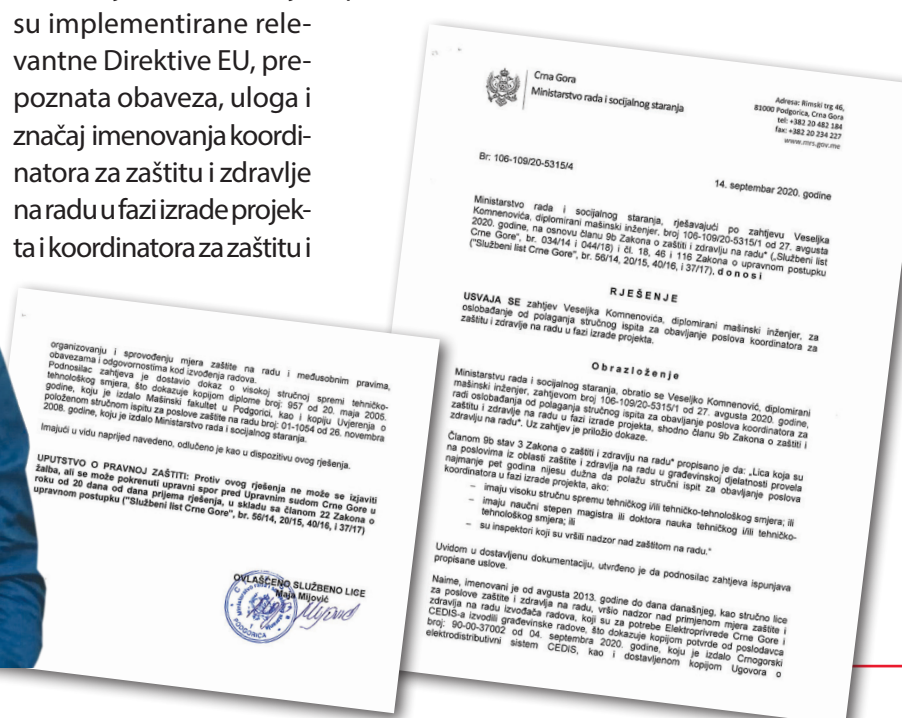 su implementirane rele-
vantne Direktive EU, pre-
poznata obaveza, uloga i
značaj imenovanja koordi-
natora za zaštitu i zdravlje
na radu u fazi izrade projek-
ta i koordinatora za zaštitu i
Crna Gora
Ministarstvo rada i socijalnog staranja
Adresa: Rimski trg 46,
81000 Podgorica, Crna Gora
tel: +382 20 482 184
fax: +382 20 234 227
www.mrs.gov.me
Br: 106-109/20-5315/4
14. septembar 2020. godine
Ministarstvo rada i socijalnog staranja, rješavajući po zahtjevu Veseljka
Komnenovića, diplomirani mašinski inženjer, broj 106-109/20-5315/1 od 27. avgusta
2020. godine, na osnovu članu 9b Zakona o zaštiti i zdravlju na radu" („Službeni list
Crne Gore", br. 034/14 i 044/18) i čl. 18, 46 i 116 Zakona o upravnom postupku
("Službeni list Crne Gore", br. 56/14, 20/15, 40/16, i 37/17), d o n o s i
R J E Š E N J E
USVAJA SE zahtjev Veseljka Komnenovića, diplomirani mašinski inženjer, za
oslobađanje od polaganja stručnog ispita za obavljanje poslova koordinatora za
zaštitu i zdravlje na radu u fazi izrade projekta.
O b r a z l o ž e n j e
Ministarstvu rada i socijalnog staranja, obratio se Veseljko Komnenović, diplomirani
mašinski inženjer, zahtjevom broj 106-109/20-5315/1 od 27. avgusta 2020. godine,
radi oslobađanja od polaganja stručnog ispita za obavljanje poslova koordinatora za
zaštitu i zdravlje na radu u fazi izrade projekta, shodno članu 9b Zakona o zaštiti i
zdravlju na radu". Uz zahtjev je priložio dokaze.
Članom 9b stav 3 Zakona o zaštiti i zdravlju na radu" propisano je da: „Lica koja su
na poslovima iz oblasti zaštite i zdravlja na radu u građevinskoj djelatnosti provela
najmanje pet godina nijesu dužna da polažu stručni ispit za obavljanje poslova
koordinatora u fazi izrade projekta, ako:
– imaju visoku stručnu spremu tehničkog i/ili tehničko-tehnološkog smjera; ili
– imaju naučni stepen magistra ili doktora nauka tehničkog i/ili tehničko-
tehnološkog smjera; ili
– su inspektori koji su vršili nadzor nad zaštitom na radu."
Uvidom u dostavljenu dokumentaciju, utvrđeno je da podnosilac zahtjeva ispunjava
propisane uslove.
Naime, imenovani je od avgusta 2013. godine do dana današnjeg, kao stručno lice
za poslove zaštite i zdravlja na radu, vršio nadzor nad primjenom mjera zaštite i
zdravlja na radu izvođača radova, koji su za potrebe Elektroprivrede Crne Gore i
CEDIS-a izvodili građevinske radove, što dokazuje kopijom potvrde od poslodavca
broj: 90-00-37002 od 04. septembra 2020. godine, koju je izdalo Crnogorski
elektrodistributivni sistem CEDIS, kao i dostavljenom kopijom Ugovora o
organizovanju i sprovođenju mjera zaštite na radu i međusobnim pravima,
obavezama i odgovornostima kod izvođenja radova.
Podnosilac zahtjeva je dostavio dokaz o visokoj stručnoj spremi tehničko-
tehnološkog smjera, što dokazuje kopijom diplome broj: 957 od 20. maja 2005.
godine, koju je izdalo Mašinski fakultet u Podgorici, kao i kopiju Uvjerenja o
položenom stručnom ispitu za poslove zaštite na radu broj: 01-1054 od 26. novembra
2008. godine, koju je izdalo Ministarstvo rada i socijalnog staranja.
Imajući u vidu naprijed navedeno, odlučeno je kao u dispozitivu ovog rješenja.
UPUTSTVO O PRAVNOJ ZAŠTITI: Protiv ovog rješenja ne može se izjaviti
žalba, ali se može pokrenuti upravni spor pred Upravnim sudom Crne Gore u
roku od 20 dana od dana prijema rješenja, u skladu sa članom 22 Zakona o
upravnom postupku ("Službeni list Crne Gore", br. 56/14, 20/15, 40/16, i 37/17)
OVLAŠĆENO SLUŽBENO LICE
Maja Mijović
PODGORICA